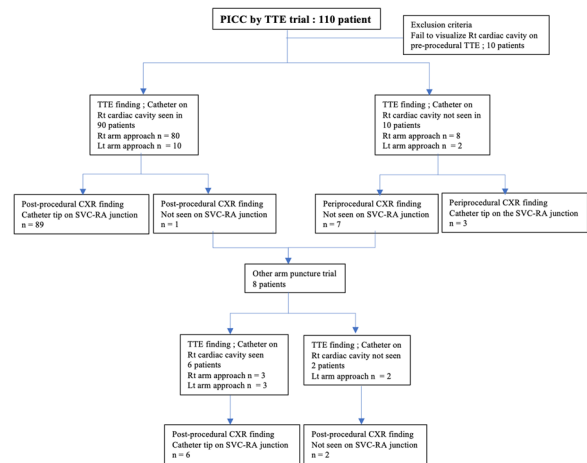 PICC by TTE trial : 110 patient
Exclusion criteria
Fail to visualize Rt cardiac cavity on
pre-procedural TTE ; 10 patients
TTE finding ; Catheter on
Rt cardiac cavity seen in
90 patients
Rt arm approach n = 80
Lt arm approach n = 10
TTE finding ; Catheter on
Rt cardiac cavity not seen in
10 patients
Rt arm approach n = 8
Lt arm approach n = 2
Post-procedural CXR finding
Catheter tip on SVC-RA junction
n = 89
Post-procedural CXR finding
Not seen on SVC-RA junction
n = 1
Periprocedural CXR finding
Not seen on SVC-RA junction
n = 7
Periprocedural CXR finding
Catheter tip on the SVC-RA junction
n = 3
Other arm puncture trial
8 patients
TTE finding ; Catheter on
Rt cardiac cavity seen
6 patients
Rt arm approach n = 3
Lt arm approach n = 3
TTE finding ; Catheter on
Rt cardiac cavity not seen
2 patients
Lt arm approach n = 2
Post-procedural CXR finding
Catheter tip on SVC-RA junction
n = 6
Post-procedural CXR finding
Not seen on SVC-RA junction
n = 2